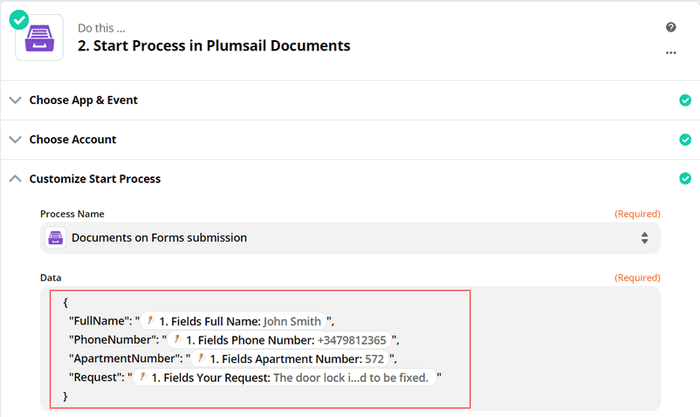 Do this ...
2. Start Process in Plumsail Documents
Choose App & Event
Choose Account
Customize Start Process
Process Name (Required)
Documents on Forms submission
Data (Required)
{
"FullName": " 1. Fields Full Name: John Smith ",
"PhoneNumber": " 1. Fields Phone Number: +3479812365 ",
"ApartmentNumber": " 1. Fields Apartment Number: 572 ",
"Request": " 1. Fields Your Request: The door lock i...d to be fixed. "
}